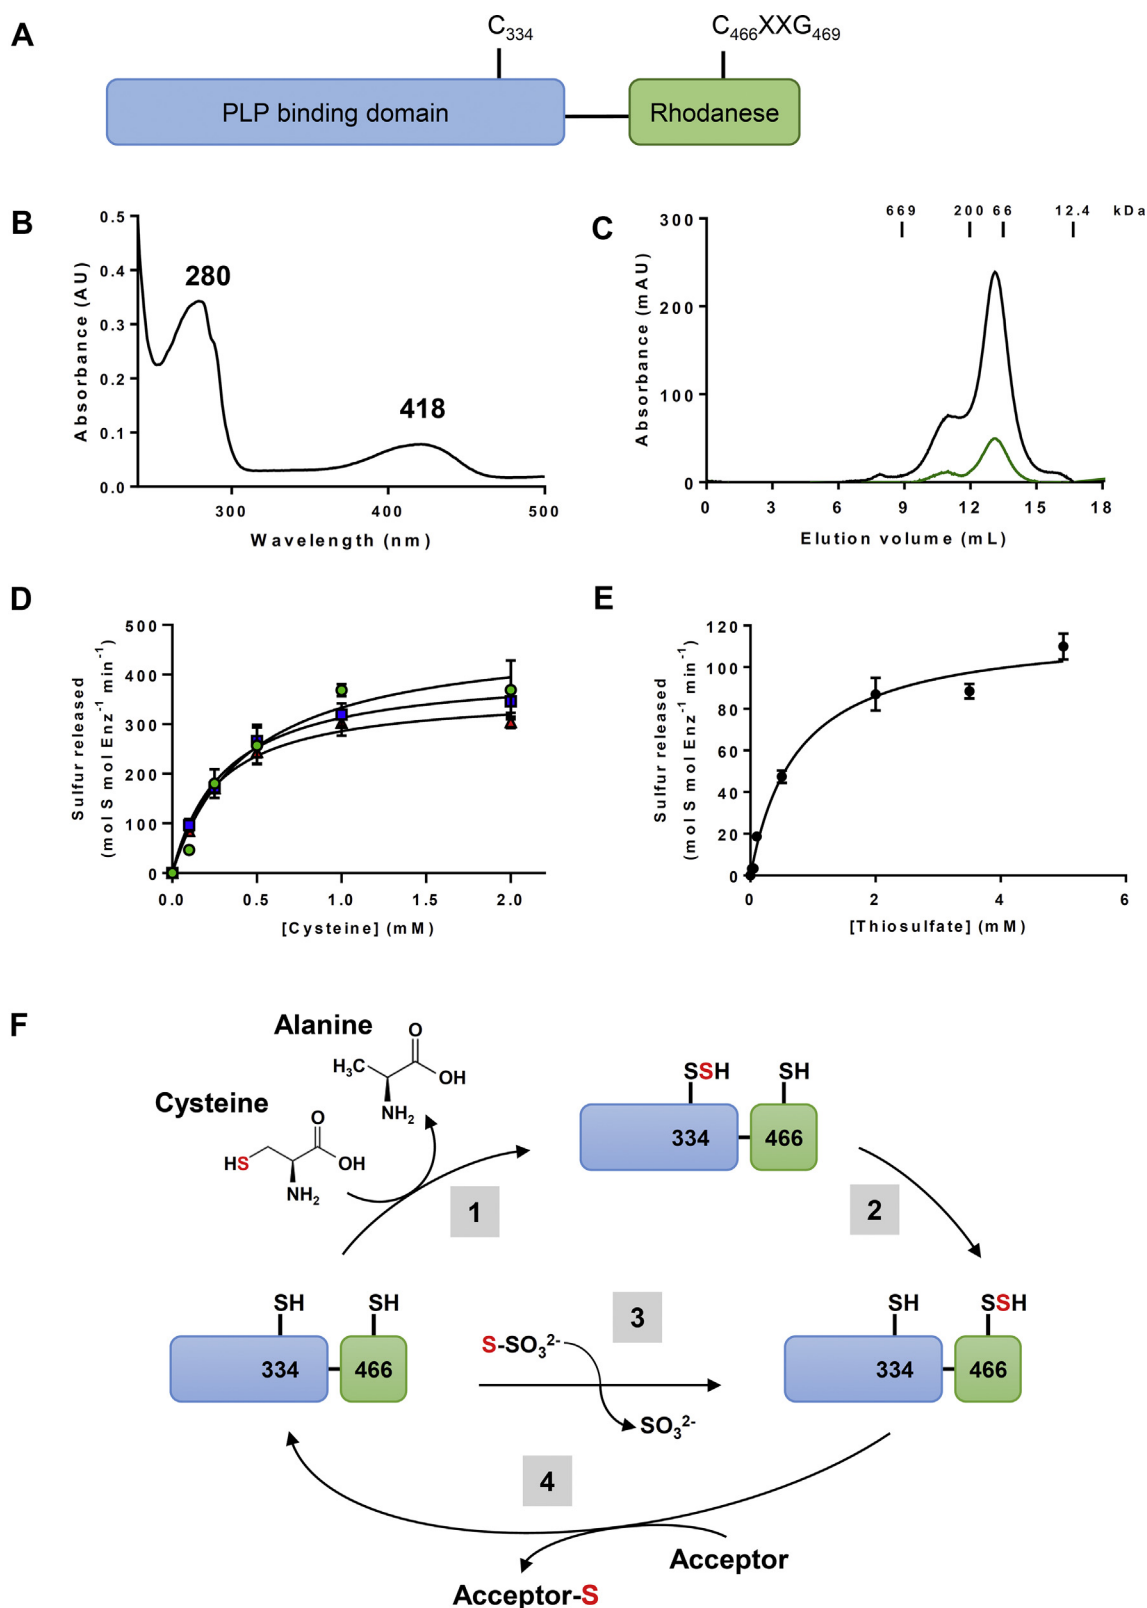 A
C334
C466XXG469
PLP binding domain
Rhodanese
B
Absorbance (AU)
0.5
0.4
0.3
0.2
0.1
0.0
280
418
300
400
500
Wavelength (nm)
C
669
200
66
12.4
kDa
Absorbance (mAU)
300
200
100
0
0
3
6
9
12
15
18
Elution volume (mL)
D
Sulfur released
(mol S mol Enz-1 min-1)
500
400
300
200
100
0
0.0
0.5
1.0
1.5
2.0
[Cysteine] (mM)
E
Sulfur released
(mol S mol Enz-1 min-1)
120
100
80
60
40
20
0
0
2
4
6
[Thiosulfate] (mM)
F
Alanine
O
H3C
OH
NH2
Cysteine
O
HS
OH
NH2
1
SSH
SH
334
466
2
SH
SH
334
466
S-SO32-
3
SO32-
SH
SSH
334
466
4
Acceptor
Acceptor-S